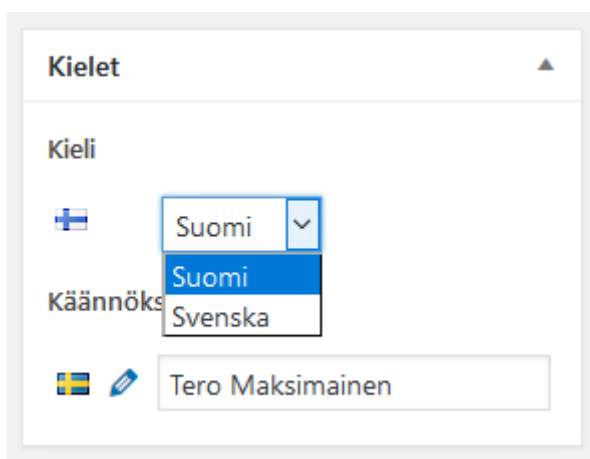 Kielet
Kieli
Suomi
Suomi
Svenska
Käännöks
Tero Maksimainen